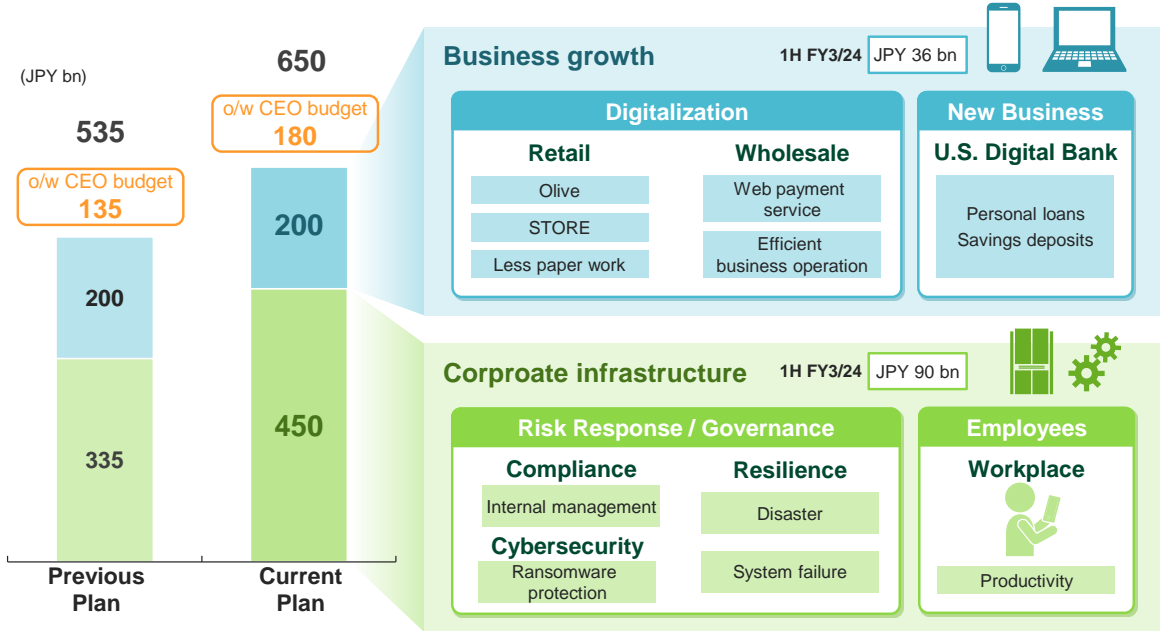 (JPY bn)
535
o/w CEO budget
135
200
335
Previous
Plan
650
o/w CEO budget
180
200
450
Current
Plan
Business growth
1H FY3/24
JPY 36 bn
Digitalization
Retail
Olive
STORE
Less paper work
Wholesale
Web payment
service
Efficient
business operation
New Business
U.S. Digital Bank
Personal loans
Savings deposits
Corproate infrastructure
1H FY3/24
JPY 90 bn
Risk Response / Governance
Compliance
Internal management
Cybersecurity
Ransomware
protection
Resilience
Disaster
System failure
Employees
Workplace
Productivity